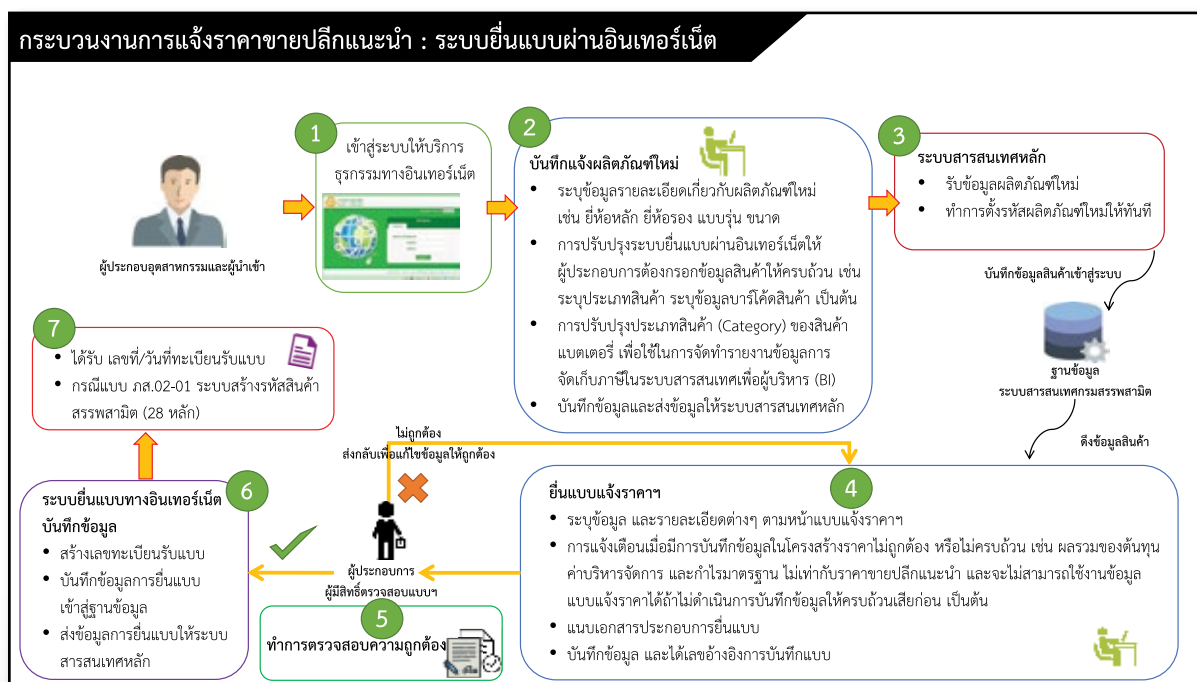 กระบวนงานการแจ้งราคาขายปลีกแนะนำ : ระบบยื่นแบบผ่านอินเทอร์เน็ต
ผู้ประกอบอุตสาหกรรมและผู้นำเข้า
1
เข้าสู่ระบบให้บริการ
ธุรกรรมทางอินเทอร์เน็ต
2
บันทึกแจ้งผลิตภัณฑ์ใหม่
• ระบุข้อมูลรายละเอียดเกี่ยวกับผลิตภัณฑ์ใหม่
เช่น ยี่ห้อหลัก ยี่ห้อรอง แบบรุ่น ขนาด
• การปรับปรุงระบบยื่นแบบผ่านอินเทอร์เน็ตให้
ผู้ประกอบการต้องกรอกข้อมูลสินค้าให้ครบถ้วน เช่น
ระบุประเภทสินค้า ระบุข้อมูลบาร์โค้ดสินค้า เป็นต้น
• การปรับปรุงประเภทสินค้า (Category) ของสินค้า
แบตเตอรี่ เพื่อใช้ในการจัดทำรายงานข้อมูลการ
จัดเก็บภาษีในระบบสารสนเทศเพื่อผู้บริหาร (BI)
• บันทึกข้อมูลและส่งข้อมูลให้ระบบสารสนเทศหลัก
3
ระบบสารสนเทศหลัก
• รับข้อมูลผลิตภัณฑ์ใหม่
• ทำการตั้งรหัสผลิตภัณฑ์ใหม่ให้ทันที
บันทึกข้อมูลสินค้าเข้าสู่ระบบ
ฐานข้อมูล
ระบบสารสนเทศกรมสรรพสามิต
ดึงข้อมูลสินค้า
4
ยื่นแบบแจ้งราคาฯ
• ระบุข้อมูล และรายละเอียดต่างๆ ตามหน้าแบบแจ้งราคาฯ
• การแจ้งเตือนเมื่อมีการบันทึกข้อมูลในโครงสร้างราคาไม่ถูกต้อง หรือไม่ครบถ้วน เช่น ผลรวมของต้นทุน
ค่าบริหารจัดการ และกำไรมาตรฐาน ไม่เท่ากับราคาขายปลีกแนะนำ และจะไม่สามารถใช้งานข้อมูล
แบบแจ้งราคาได้ถ้าไม่ดำเนินการบันทึกข้อมูลให้ครบถ้วนเสียก่อน เป็นต้น
• แนบเอกสารประกอบการยื่นแบบ
• บันทึกข้อมูล และได้เลขอ้างอิงการบันทึกแบบ
ไม่ถูกต้อง
ส่งกลับเพื่อแก้ไขข้อมูลให้ถูกต้อง
ผู้ประกอบการ
ผู้มีสิทธิ์ตรวจสอบแบบฯ
5
ทำการตรวจสอบความถูกต้อง
6
ระบบยื่นแบบทางอินเทอร์เน็ต
บันทึกข้อมูล
• สร้างเลขทะเบียนรับแบบ
• บันทึกข้อมูลการยื่นแบบ
เข้าสู่ฐานข้อมูล
• ส่งข้อมูลการยื่นแบบให้ระบบ
สารสนเทศหลัก
7
• ได้รับ เลขที่/วันที่ทะเบียนรับแบบ
• กรณีแบบ ภส.02-01 ระบบสร้างรหัสสินค้า
สรรพสามิต (28 หลัก)